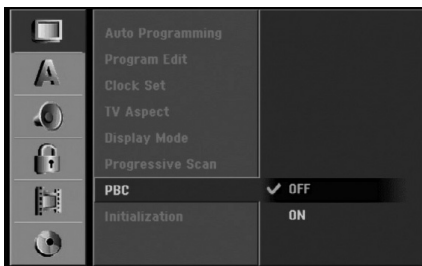 Auto Programming
Program Edit
Clock Set
TV Aspect
Display Mode
Progressive Scan
PBC ✓ OFF
Initialization ON